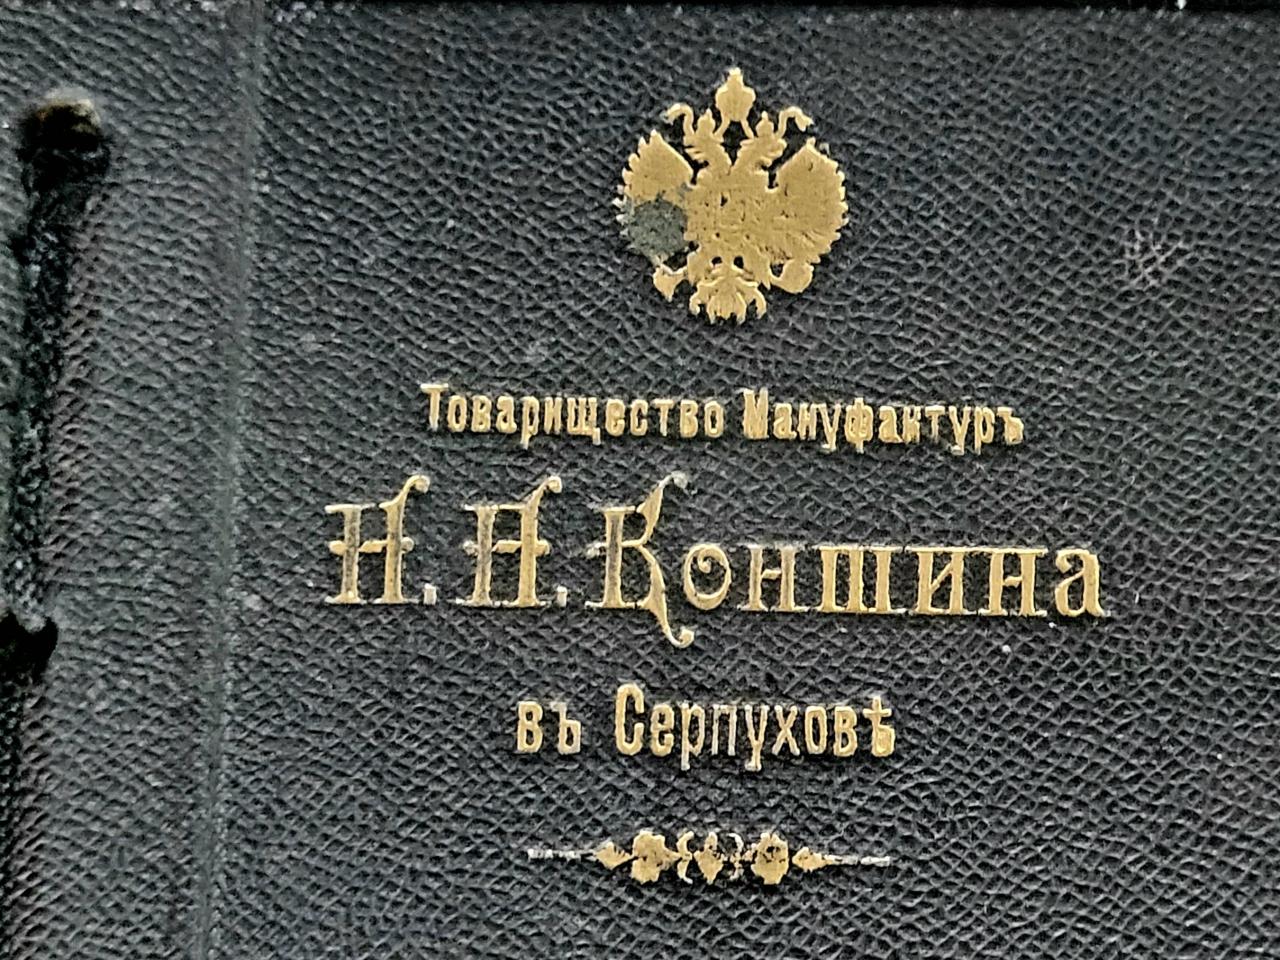 Товарищество Мануфактуръ
Н. Н. Коншина
въ Серпуховѣ